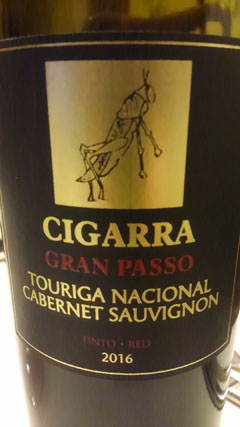 CIGARRA
GRAN PASSO
TOURIGA NACIONAL
CABERNET SAUVIGNON
TINTO • RED
2016